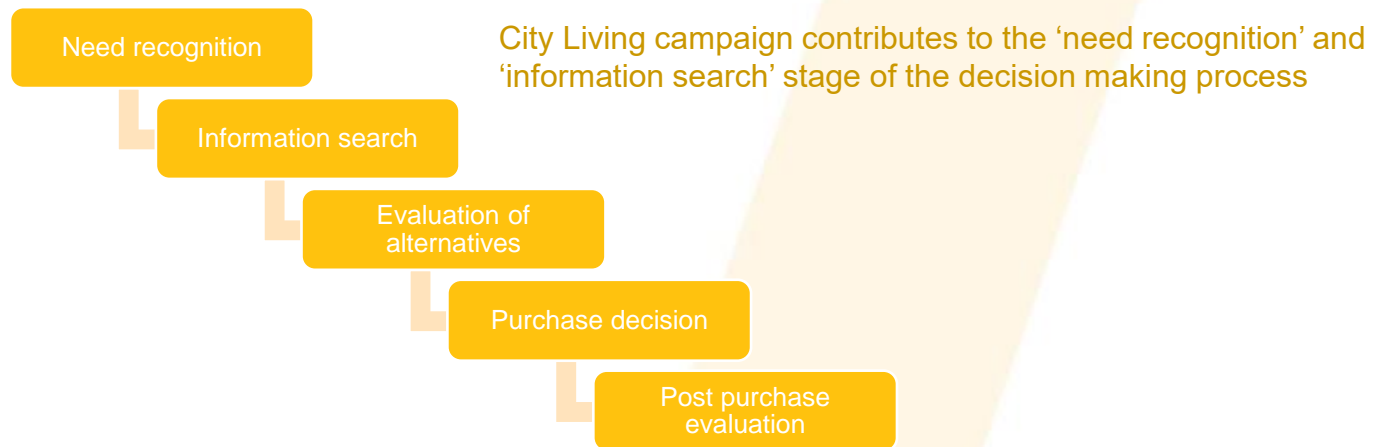 Need recognition
City Living campaign contributes to the ‘need recognition’ and
‘information search’ stage of the decision making process
Information search
Evaluation of
alternatives
Purchase decision
Post purchase
evaluation